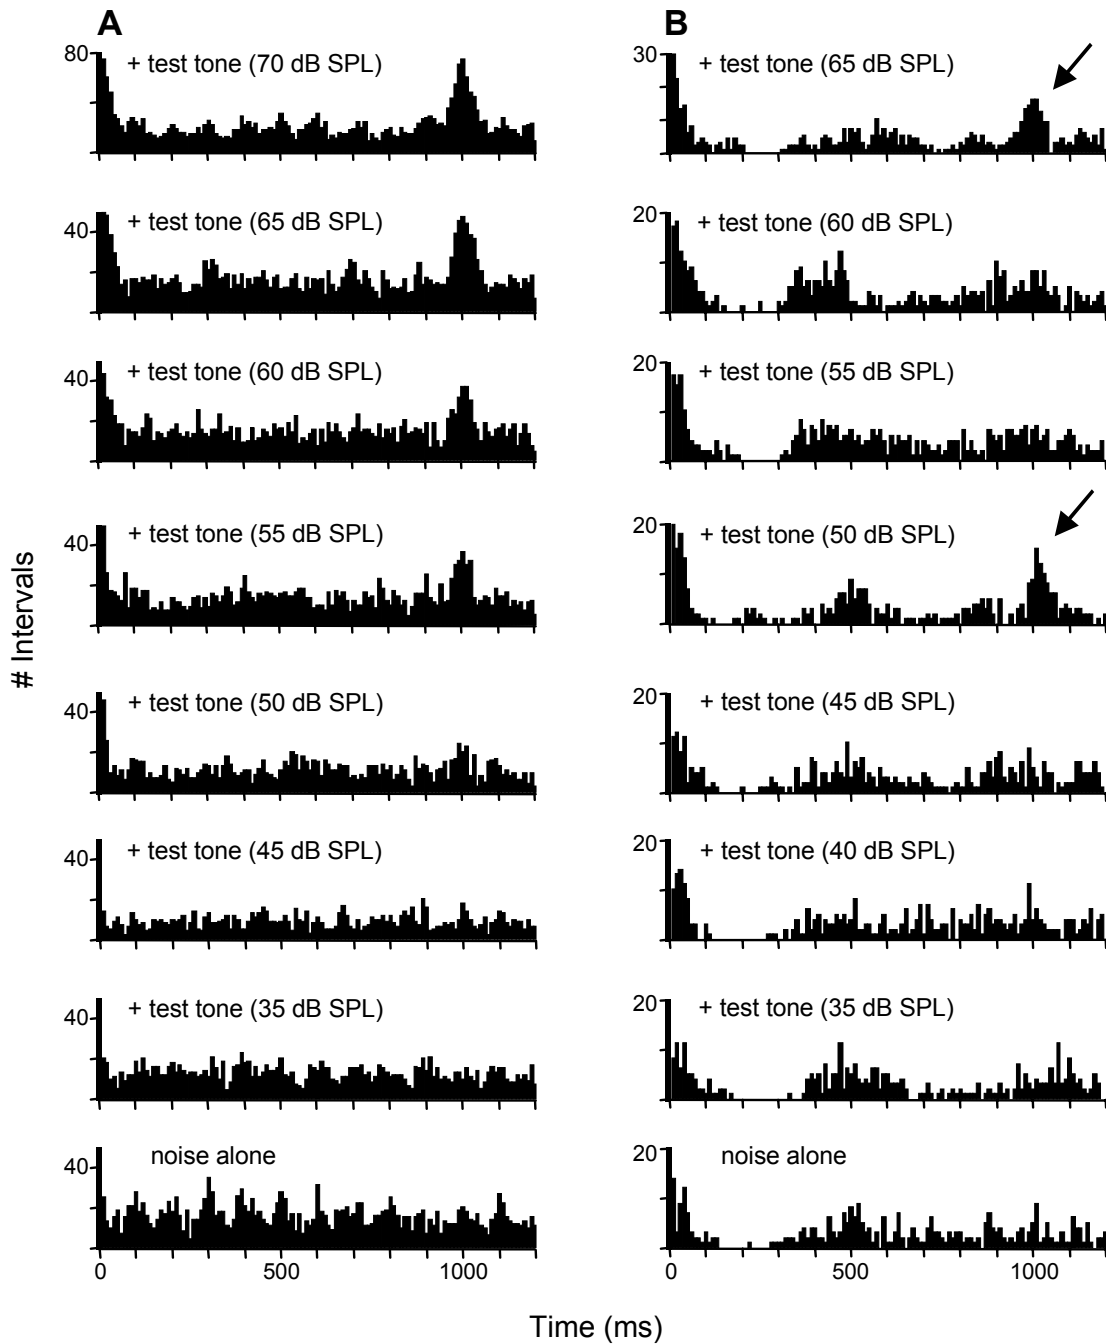 A
B
80
+ test tone (70 dB SPL)
30
+ test tone (65 dB SPL)
40
+ test tone (65 dB SPL)
20
+ test tone (60 dB SPL)
40
+ test tone (60 dB SPL)
20
+ test tone (55 dB SPL)
40
+ test tone (55 dB SPL)
20
+ test tone (50 dB SPL)
# Intervals
40
+ test tone (50 dB SPL)
20
+ test tone (45 dB SPL)
40
+ test tone (45 dB SPL)
20
+ test tone (40 dB SPL)
40
+ test tone (35 dB SPL)
20
+ test tone (35 dB SPL)
40
noise alone
20
noise alone
0 500 1000
0 500 1000
Time (ms)